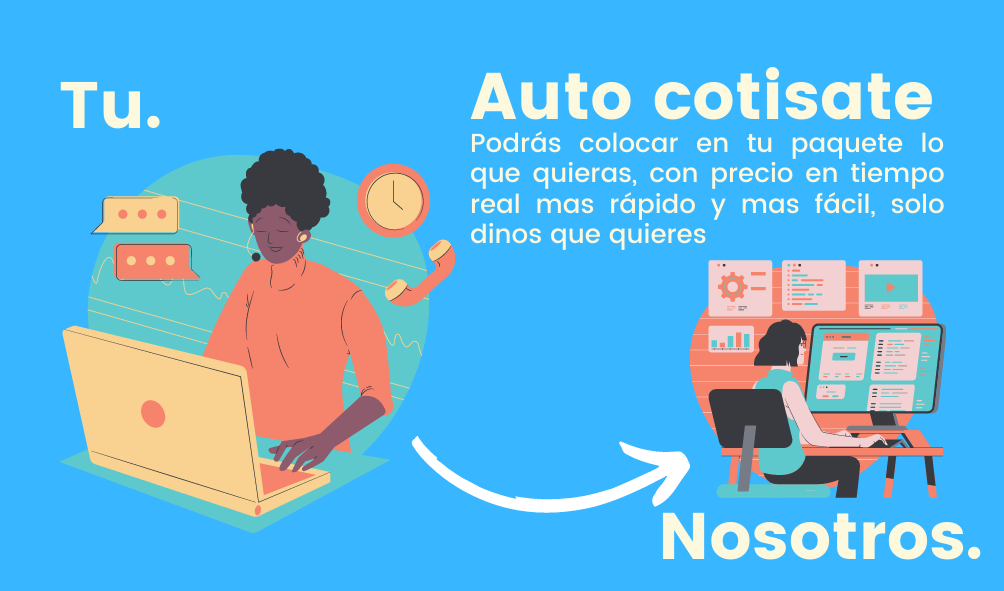 Tu.
Auto cotisate
Podrás colocar en tu paquete lo
que quieras, con precio en tiempo
real mas rápido y mas fácil, solo
dinos que quieres
Nosotros.